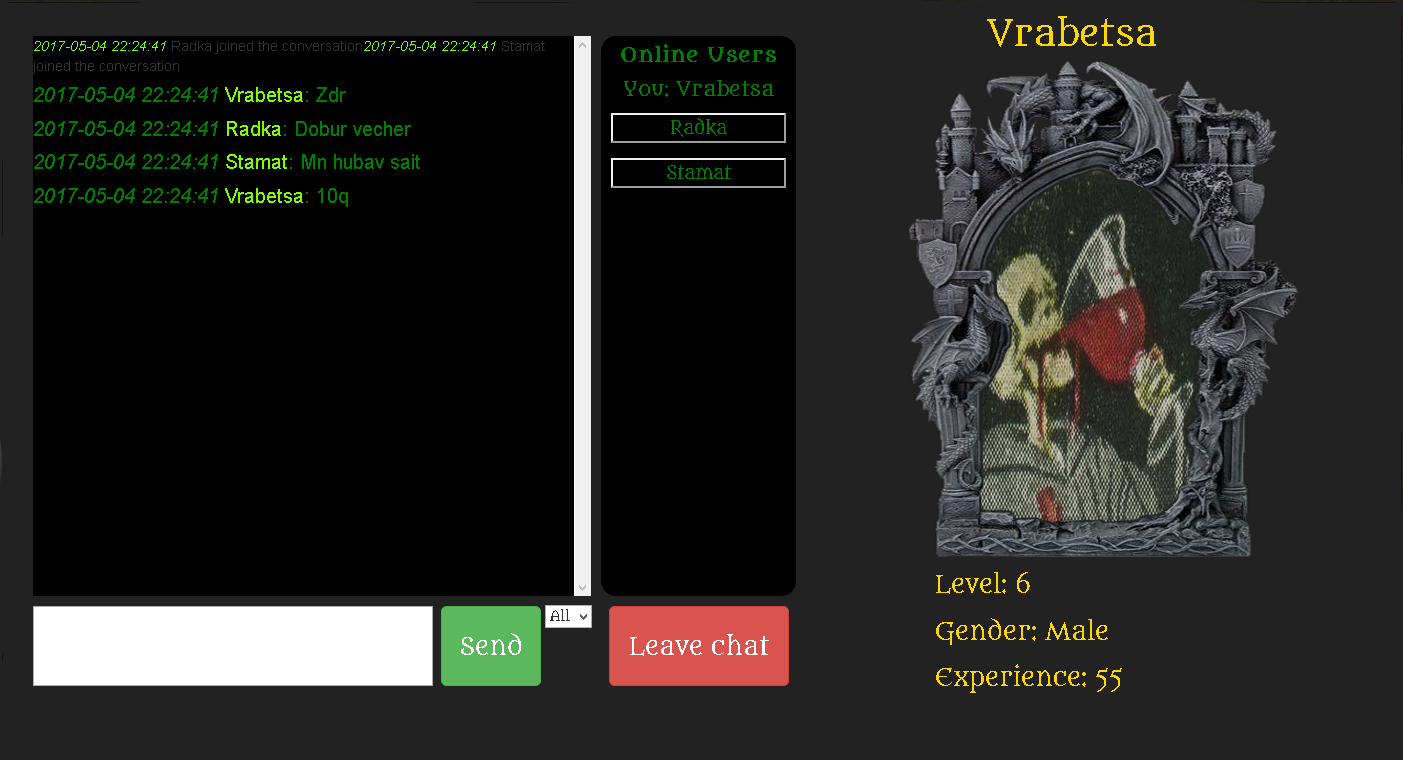 2017-05-04 22:24:41 Radka joined the conversation2017-05-04 22:24:41 Stamat
joined the conversation
2017-05-04 22:24:41 Vrabetsa: Zdr
2017-05-04 22:24:41 Radka: Dobur vecher
2017-05-04 22:24:41 Stamat: Mn hubav sait
2017-05-04 22:24:41 Vrabetsa: 10q
Send
All
Online Users
You: Vrabetsa
Radka
Stamat
Leave chat
Vrabetsa
Level: 6
Gender: Male
Experience: 55